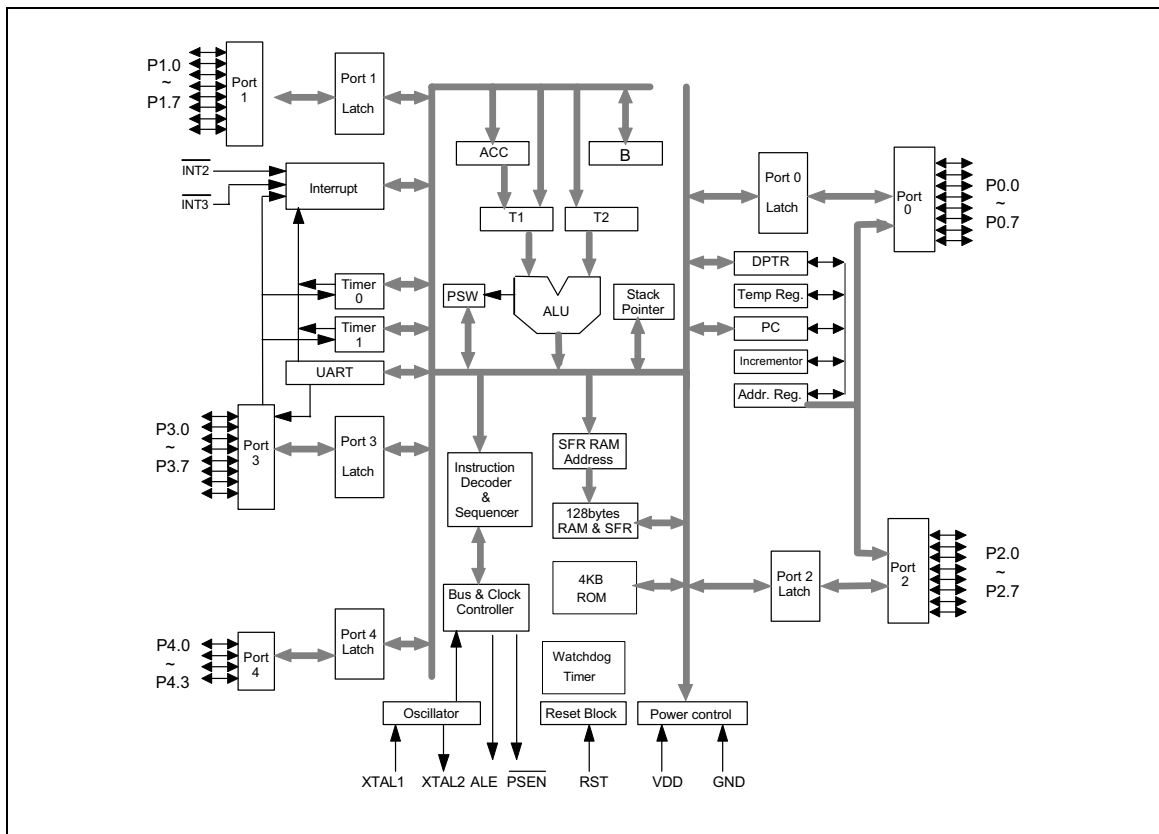 P1.0
~
P1.7
Port
1
Port 1
Latch
INT2
INT3
Interrupt
ACC
B
T1
T2
Port 0
Latch
Port
0
P0.0
~
P0.7
Timer
0
Timer
1
UART
PSW
ALU
Stack
Pointer
DPTR
Temp Reg.
PC
Incrementor
Addr. Reg.
P3.0
~
P3.7
Port
3
Port 3
Latch
Instruction
Decoder
&
Sequencer
SFR RAM
Address
128bytes
RAM & SFR
4KB
ROM
Bus & Clock
Controller
Port 2
Latch
Port
2
P2.0
~
P2.7
P4.0
~
P4.3
Port
4
Port 4
Latch
Watchdog
Timer
Oscillator
Reset Block
Power control
XTAL1
XTAL2
ALE
PSEN
RST
VDD
GND